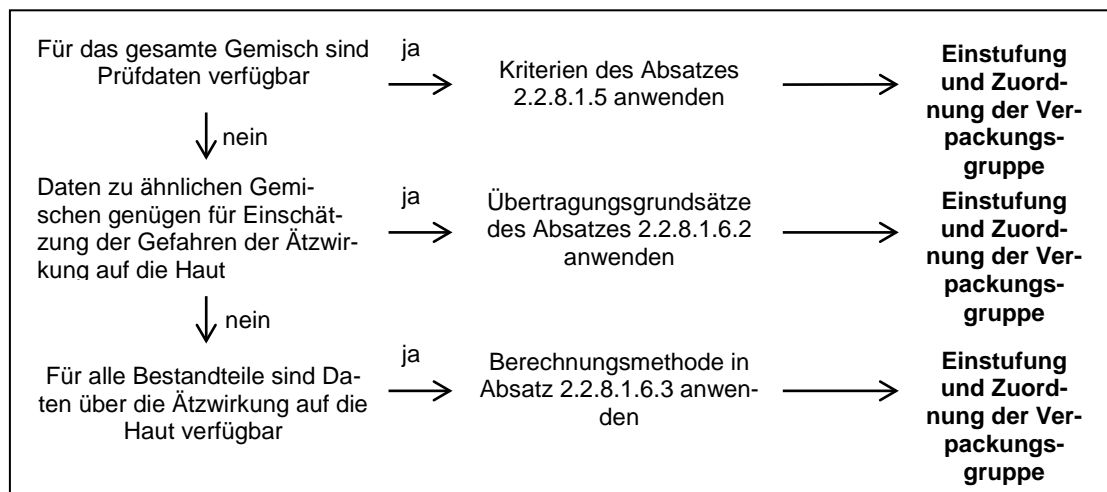 Für das gesamte Gemisch sind
Prüfdaten verfügbar
ja
Kriterien des Absatzes
2.2.8.1.5 anwenden
Einstufung
und Zuord-
nung der Ver-
packungs-
gruppe
nein
Daten zu ähnlichen Gemi-
schen genügen für Einschät-
zung der Gefahren der Ätzwir-
kung auf die Haut
ja
Übertragungsgrundsätze
des Absatzes 2.2.8.1.6.2
anwenden
Einstufung
und Zuord-
nung der Ver-
packungs-
gruppe
nein
Für alle Bestandteile sind Da-
ten über die Ätzwirkung auf die
Haut verfügbar
ja
Berechnungsmethode in
Absatz 2.2.8.1.6.3 anwen-
den
Einstufung
und Zuord-
nung der Ver-
packungs-
gruppe